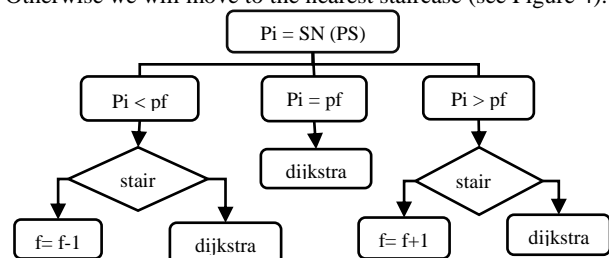 Otherwise we will move to the nearest staircase (see Figure 4).
Pi = SN (PS)
Pi < pf
Pi = pf
Pi > pf
stair
dijkstra
stair
f= f-1
dijkstra
f= f+1
dijkstra